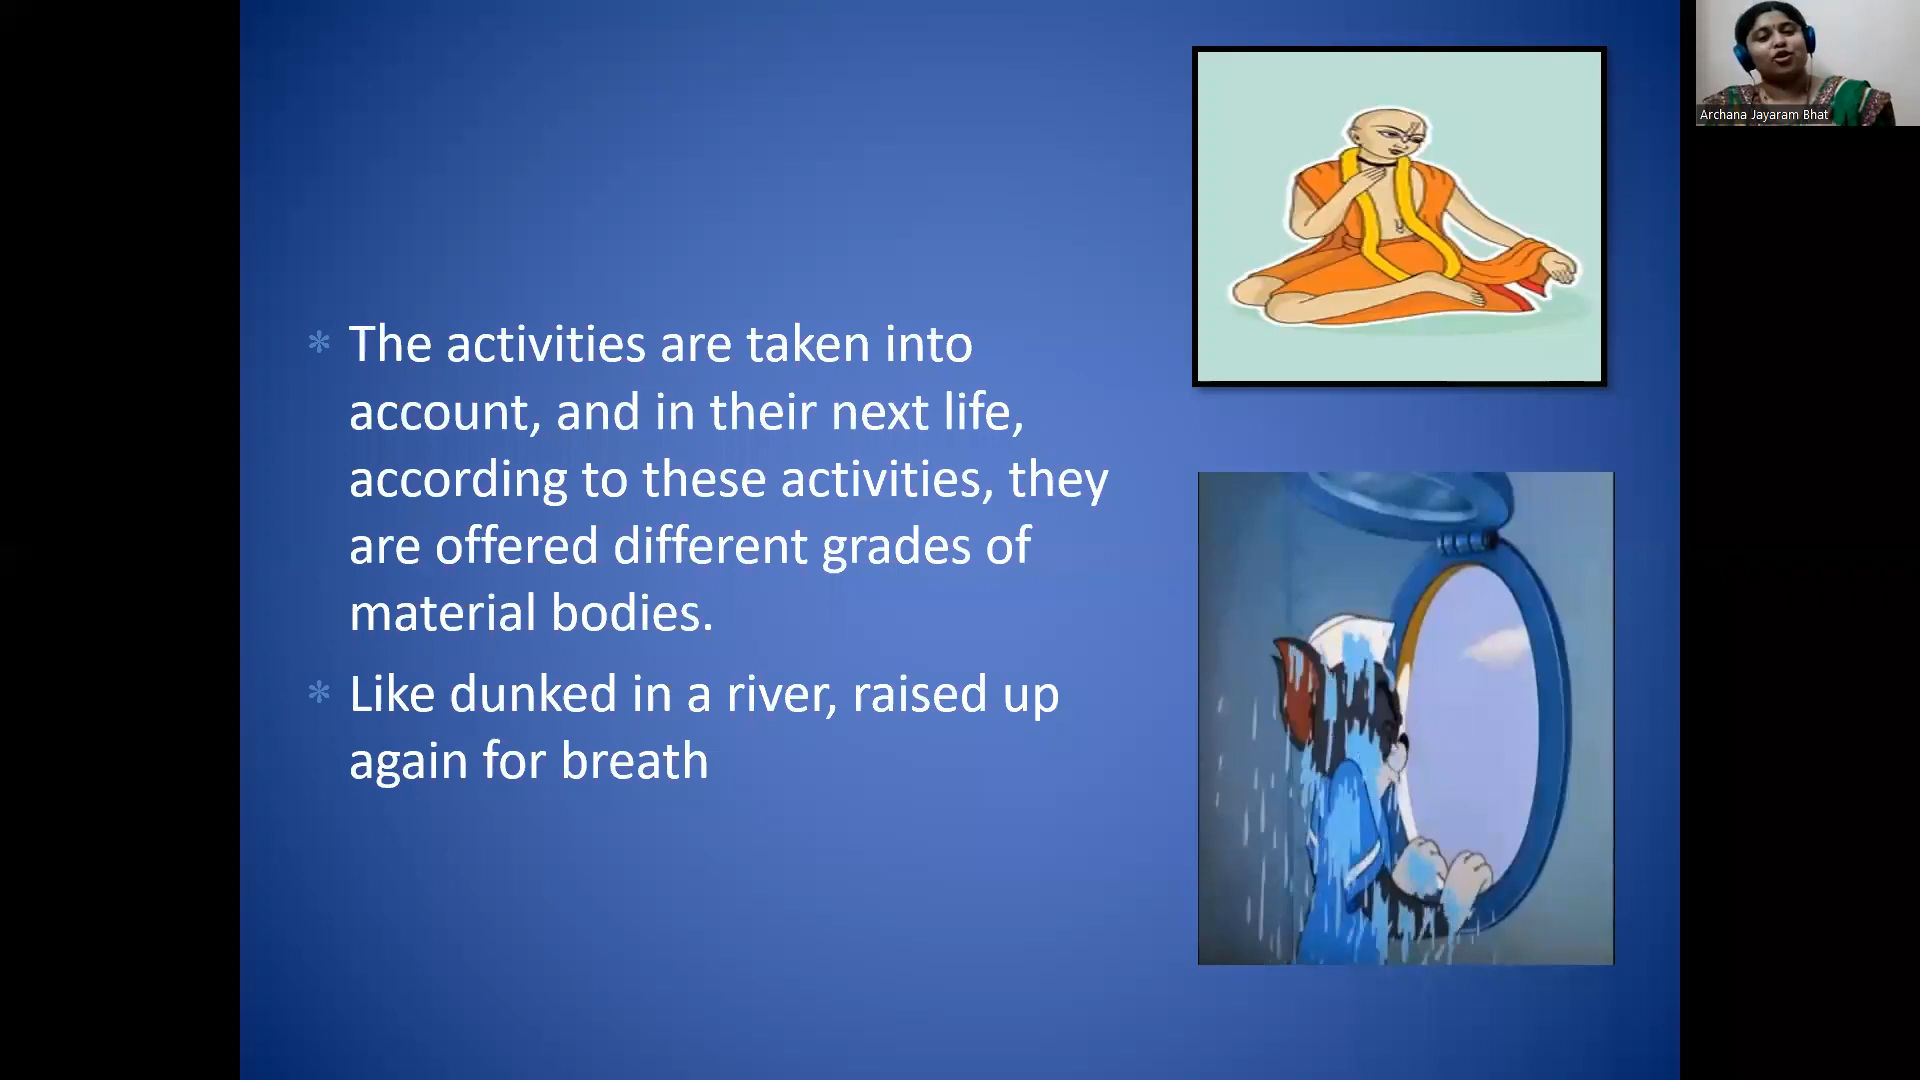 The activities are taken into
account, and in their next life,
according to these activities, they
are offered different grades of
material bodies.
Like dunked in a river, raised up
again for breath
Archana Jayaram Bhat